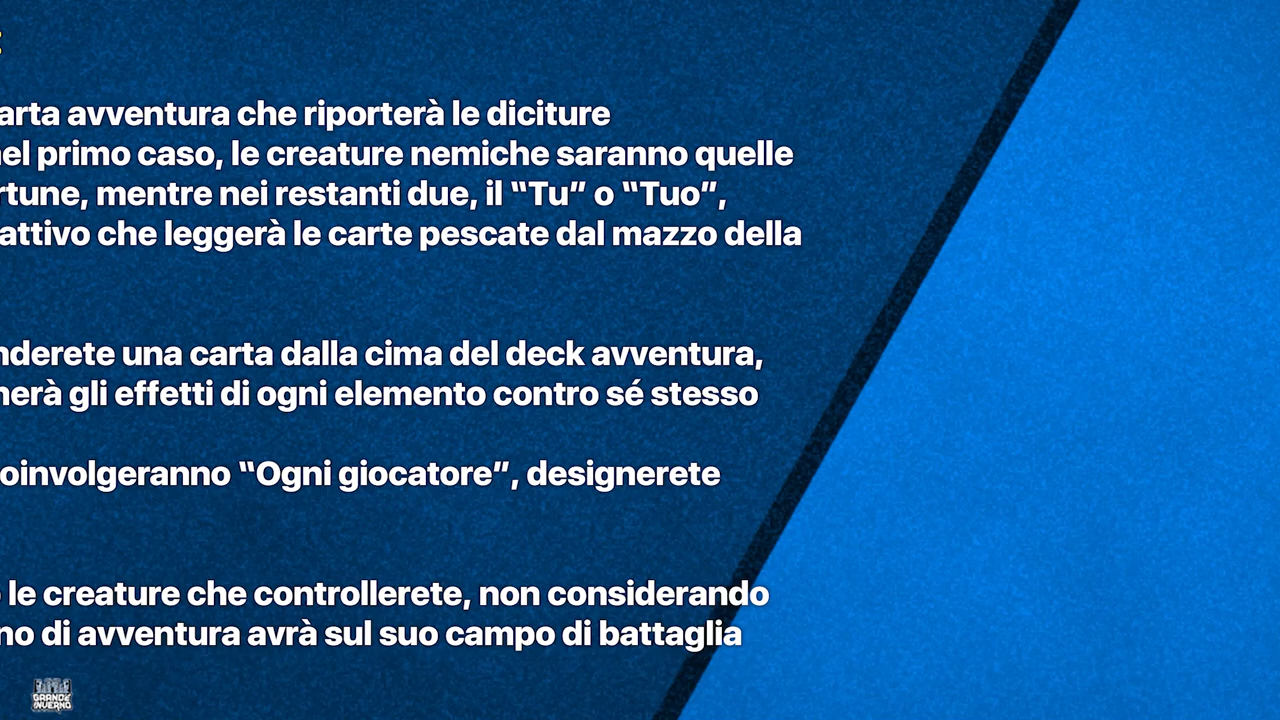 :
arta avventura che riporterà le diciture
nel primo caso, le creature nemiche saranno quelle
rtune, mentre nei restanti due, il “Tu” o “Tuo”,
attivo che leggerà le carte pescate dal mazzo della
nderete una carta dalla cima del deck avventura,
nerà gli effetti di ogni elemento contro sé stesso
oinvolgeranno “Ogni giocatore”, designerete
le creature che controllerete, non considerando
no di avventura avrà sul suo campo di battaglia
GRANDE
INVERNO